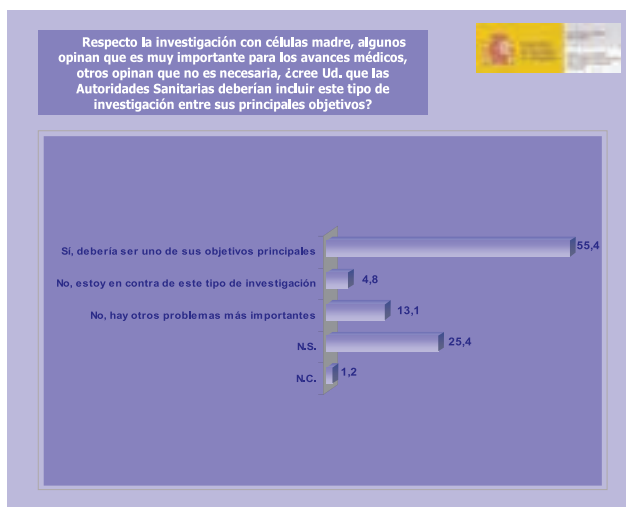 Respecto la investigación con células madre, algunos
opinan que es muy importante para los avances médicos,
otros opinan que no es necesaria, ¿cree Ud. que las
Autoridades Sanitarias deberían incluir este tipo de
investigación entre sus principales objetivos?
Sí, debería ser uno de sus objetivos principales 55,4
No, estoy en contra de este tipo de investigación 4,8
No, hay otros problemas más importantes 13,1
N.S. 25,4
N.C. 1,2